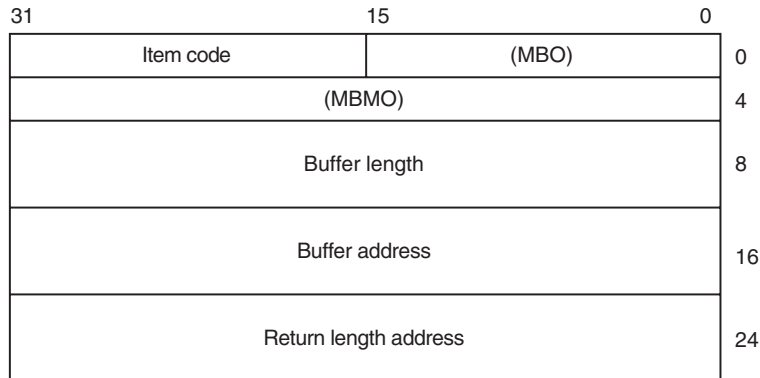 31 15 0
Item code (MBO) 0
(MBMO) 4
Buffer length 8
Buffer address 16
Return length address 24